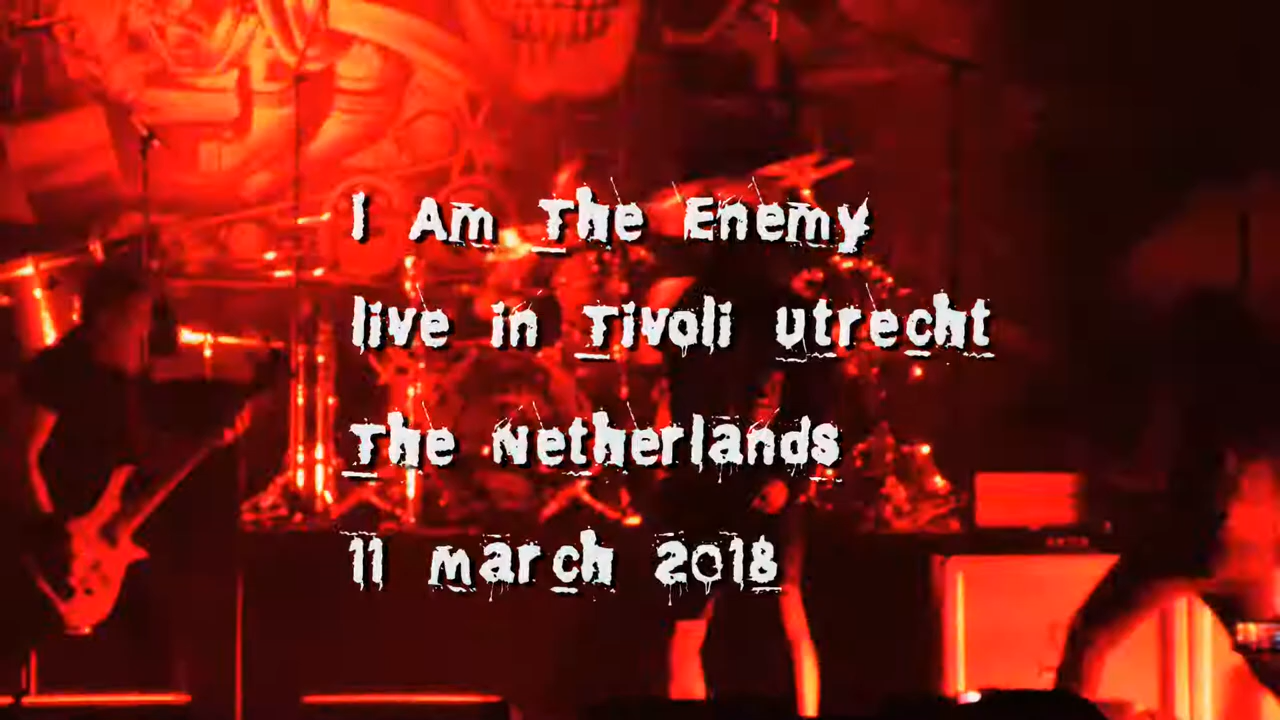 I Am The Enemy
live in Tivoli Utrecht
The Netherlands
11 march 2018